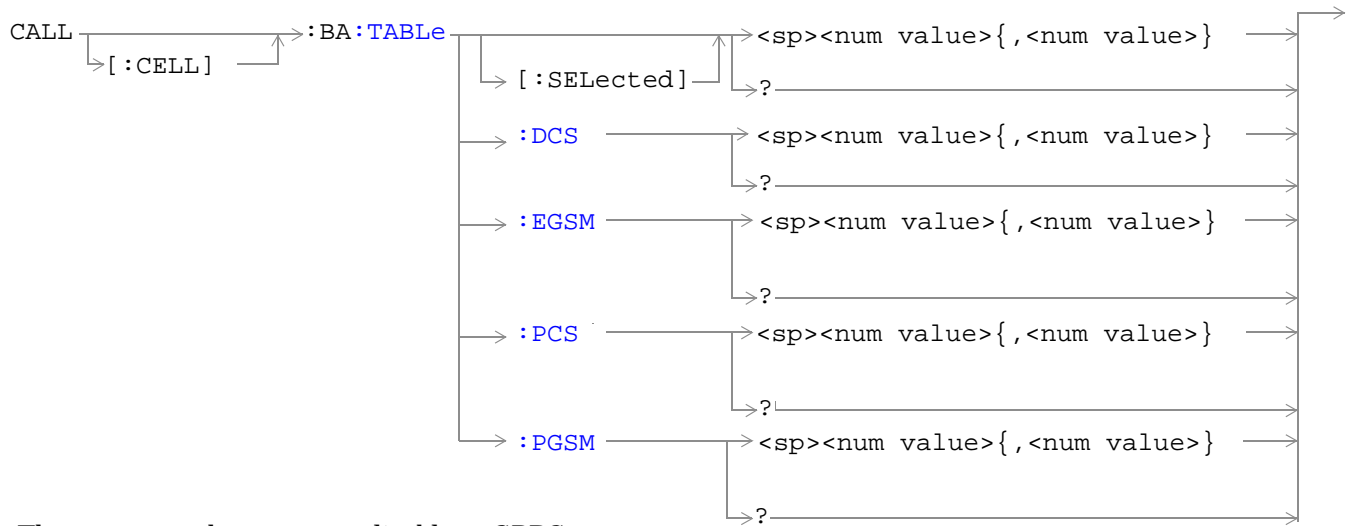 CALL :BA:TABLe <sp><num value>{,<num value>}
[:CELL] [:SELected] ?
:DCS <sp><num value>{,<num value>}
?
:EGSM <sp><num value>{,<num value>}
?
:PCS <sp><num value>{,<num value>}
?
:PGSM <sp><num value>{,<num value>}
?